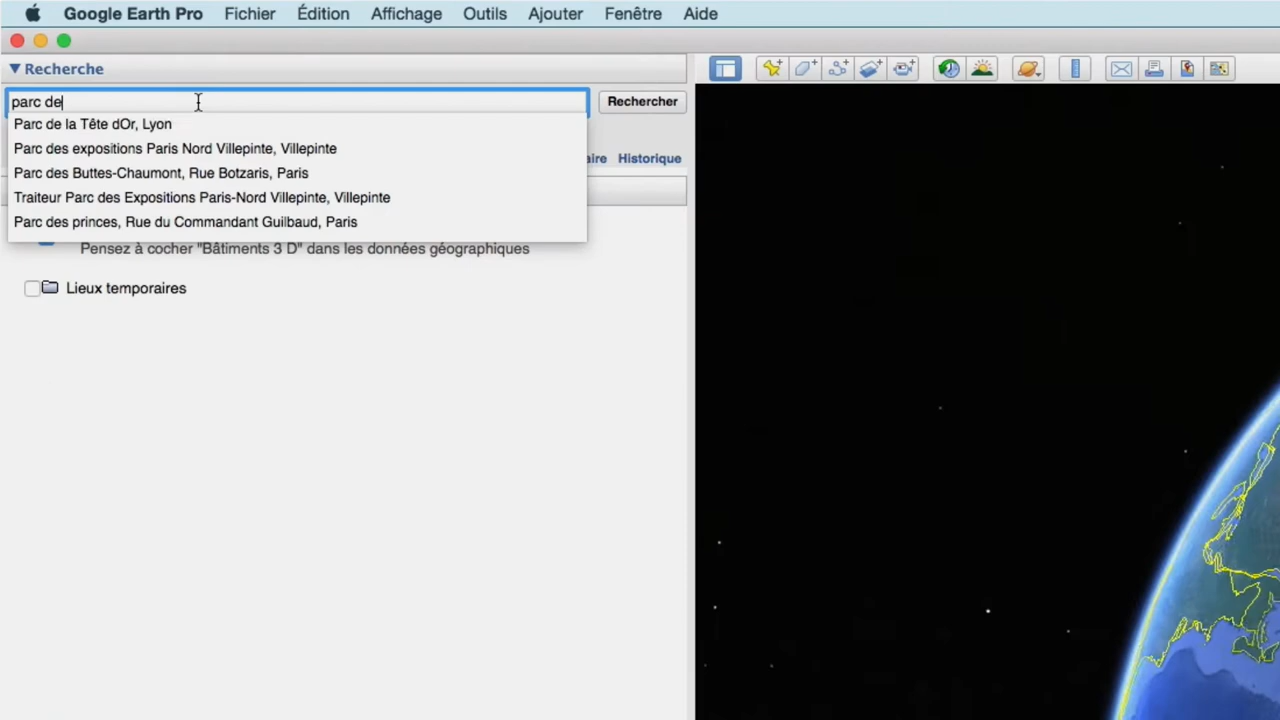 Google Earth Pro Fichier Édition Affichage Outils Ajouter Fenêtre Aide
Recherche
parc de
Rechercher
Parc de la Tête dOr, Lyon
Parc des expositions Paris Nord Villepinte, Villepinte
aire Historique
Parc des Buttes-Chaumont, Rue Botzaris, Paris
Traiteur Parc des Expositions Paris-Nord Villepinte, Villepinte
Parc des princes, Rue du Commandant Guilbaud, Paris
Pensez à cocher "Bâtiments 3 D" dans les données géographiques
Lieux temporaires